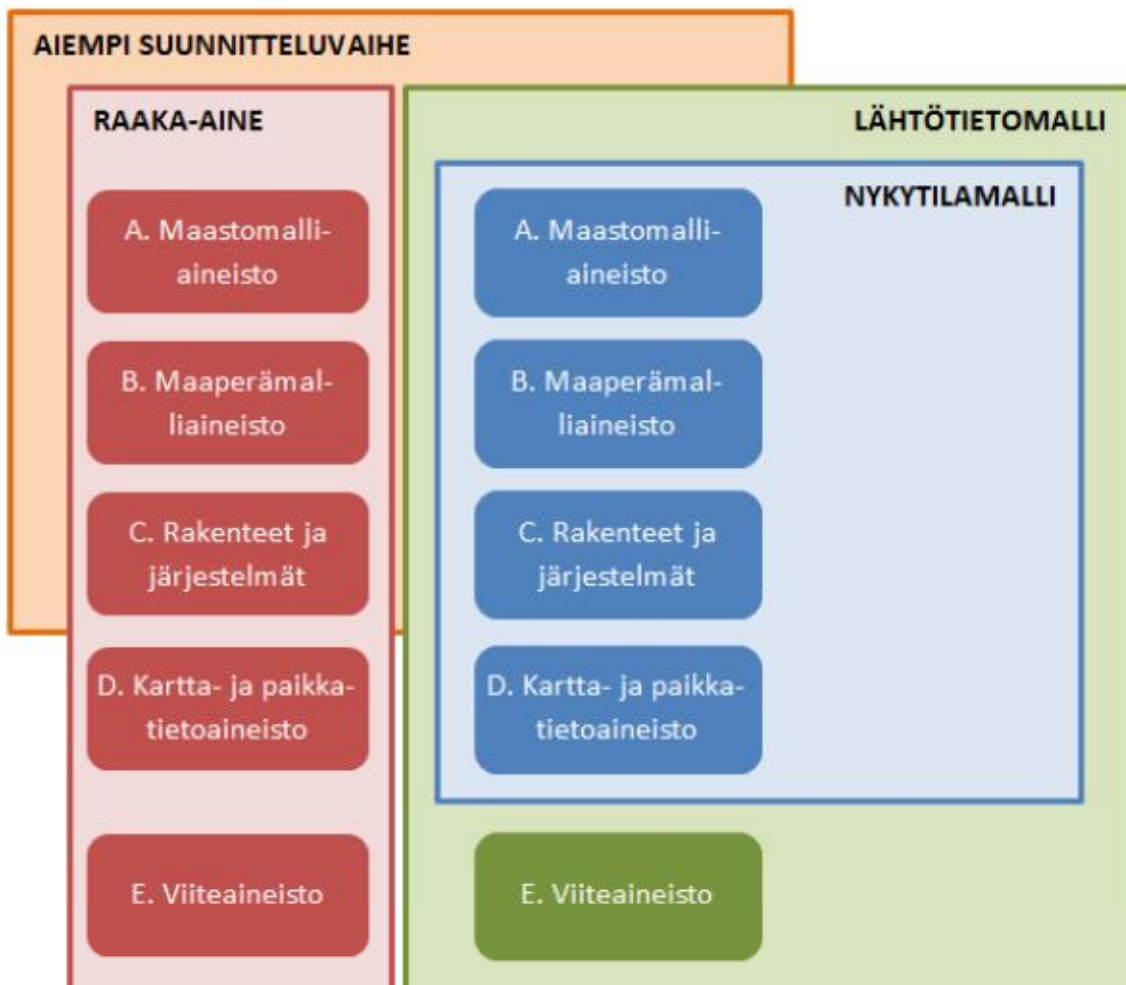 AIEMPI SUUNNITTELUVAIHE
RAAKA-AINE
A. Maastomalli-
aineisto
B. Maaperämal-
liaineisto
C. Rakenteet ja
järjestelmät
D. Kartta- ja paikka-
tietoaineisto
E. Viiteaineisto
LÄHTÖTIETOMALLI
NYKYTILAMALLI
A. Maastomalli-
aineisto
B. Maaperämal-
liaineisto
C. Rakenteet ja
järjestelmät
D. Kartta- ja paikka-
tietoaineisto
E. Viiteaineisto